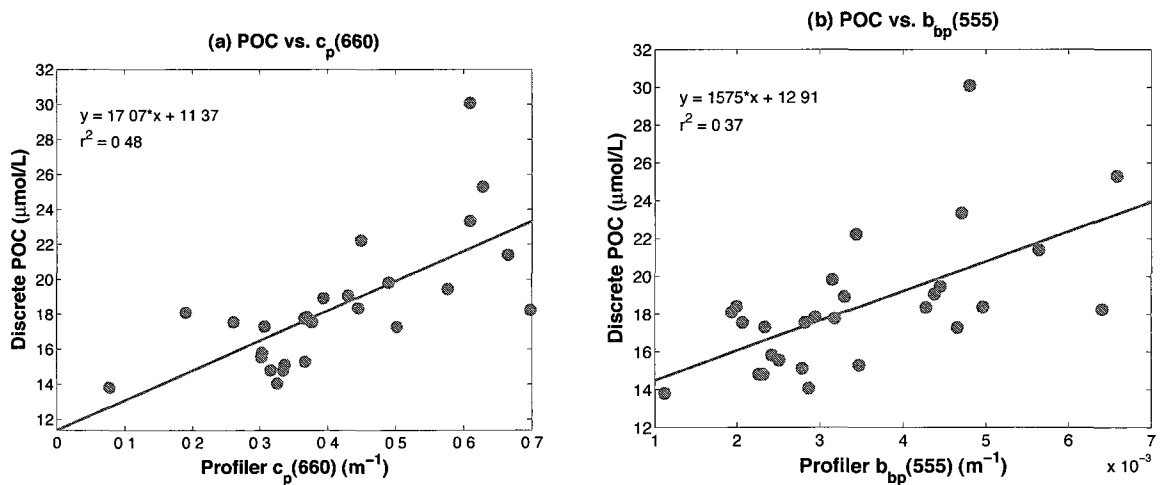 (a) POC vs. c_p(660)
32
30
28
26
24
22
20
18
16
14
12
y = 17 07*x + 11 37
r² = 0 48
Discrete POC (μmol/L)
0 0 1 0 2 0 3 0 4 0 5 0 6 0 7
Profiler c_p(660) (m⁻¹)
(b) POC vs. b_bp(555)
32
30
28
26
24
22
20
18
16
14
12
y = 1575*x + 12 91
r² = 0 37
Discrete POC (μmol/L)
1 2 3 4 5 6 7
Profiler b_bp(555) (m⁻¹)
x 10⁻³